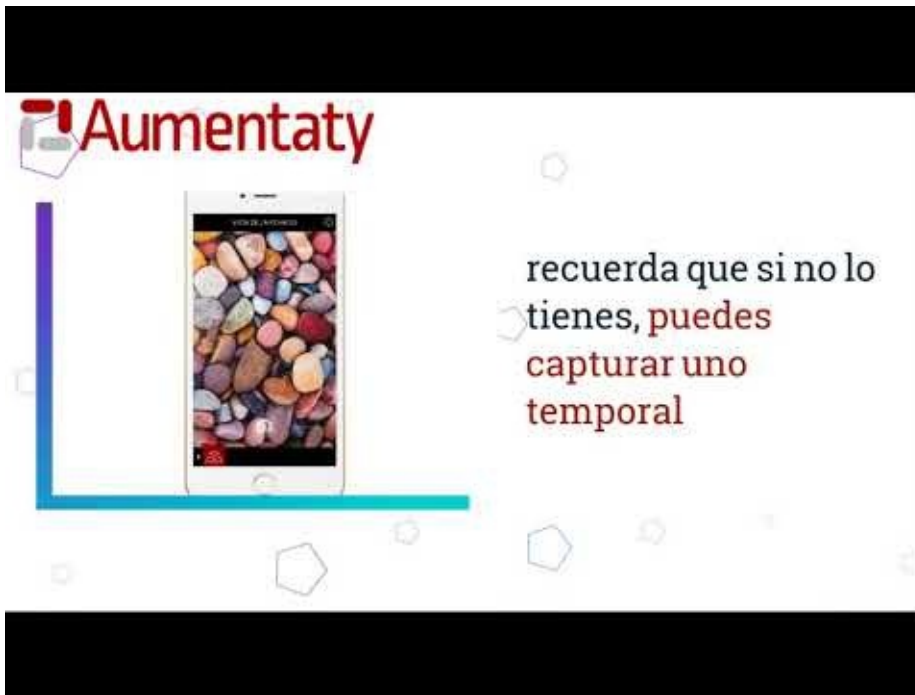 Aumentaty
recuerda que si no lo
tienes, puedes
capturar uno
temporal